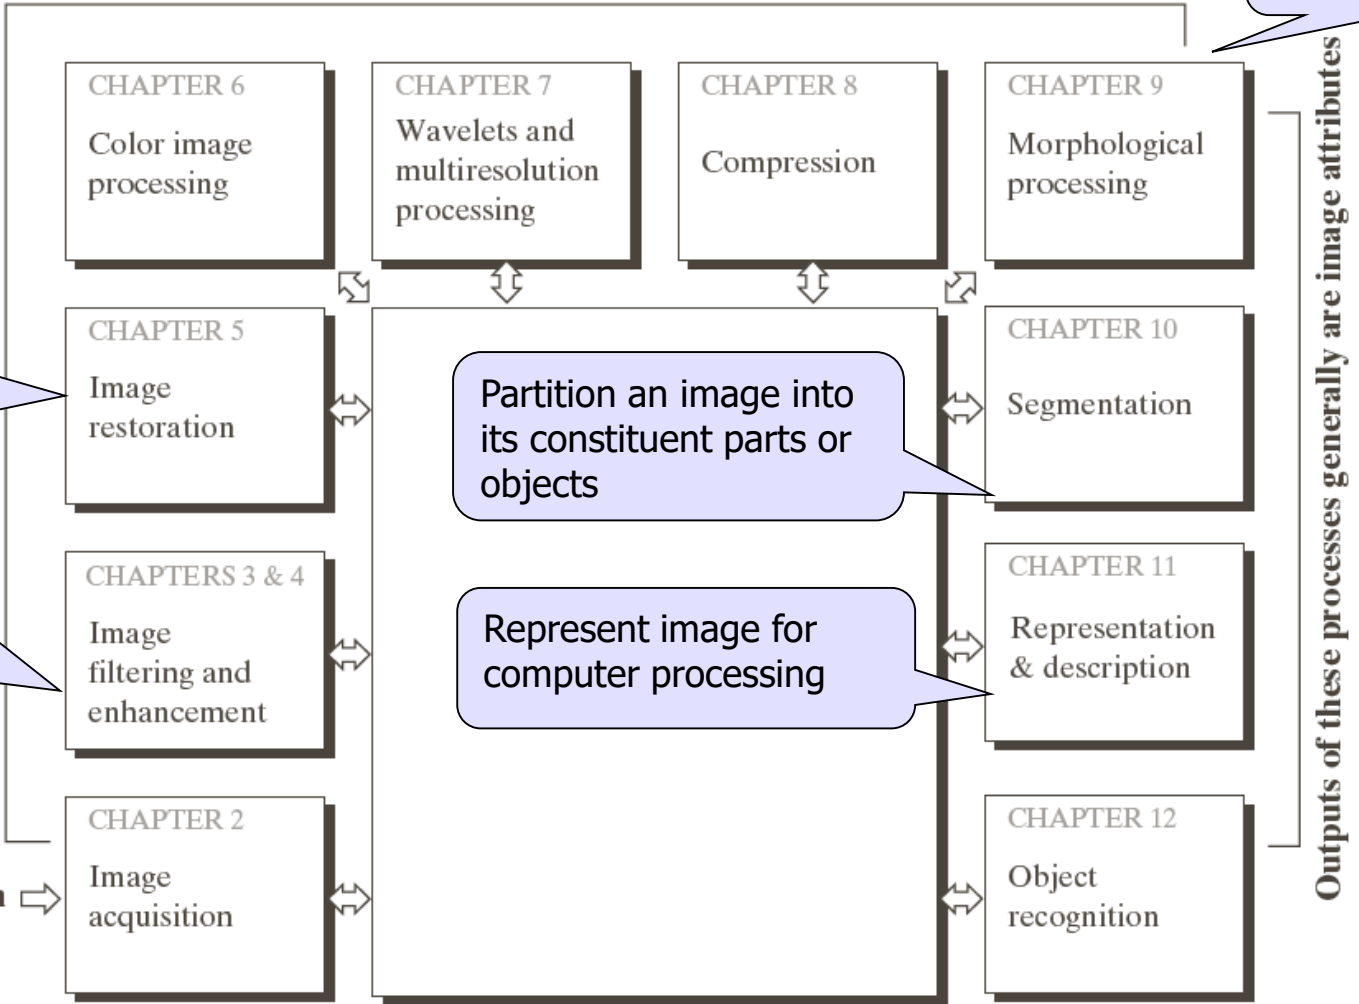 CHAPTER 6
Color image
processing
CHAPTER 7
Wavelets and
multiresolution
processing
CHAPTER 8
Compression
CHAPTER 9
Morphological
processing
CHAPTER 5
Image
restoration
Partition an image into
its constituent parts or
objects
CHAPTER 10
Segmentation
CHAPTERS 3 & 4
Image
filtering and
enhancement
Represent image for
computer processing
CHAPTER 11
Representation
& description
CHAPTER 2
Image
acquisition
CHAPTER 12
Object
recognition
Outputs of these processes generally are image attributes